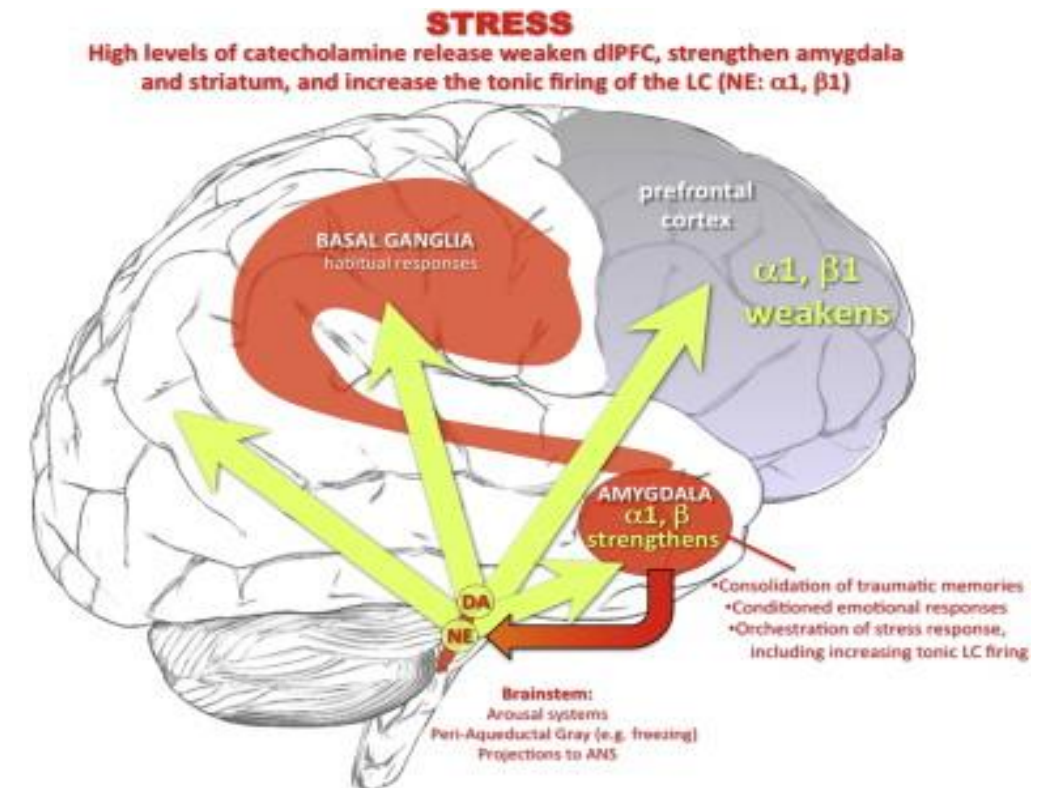 STRESS
High levels of catecholamine release weaken dlPFC, strengthen amygdala
and striatum, and increase the tonic firing of the LC (NE: α1, β1)
prefrontal
cortex
BASAL GANGLIA
habitual responses
α1, β1
weakens
AMYGDALA
α1, β
strengthens
•Consolidation of traumatic memories
•Conditioned emotional responses
•Orchestration of stress response,
including increasing tonic LC firing
DA
NE
Brainstem:
Arousal systems
Peri-Aqueductal Gray (e.g. freezing)
Projections to ANS